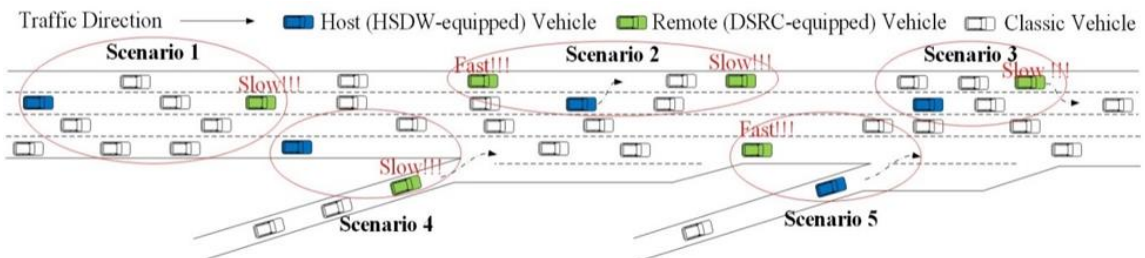 Traffic Direction Host (HSDW-equipped) Vehicle Remote (DSRC-equipped) Vehicle Classic Vehicle
Scenario 1 Scenario 2 Scenario 3
Fast!!! Slow!!! Slow !!!
Slow!!!
Fast!!!
Slow!!!
Scenario 4 Scenario 5